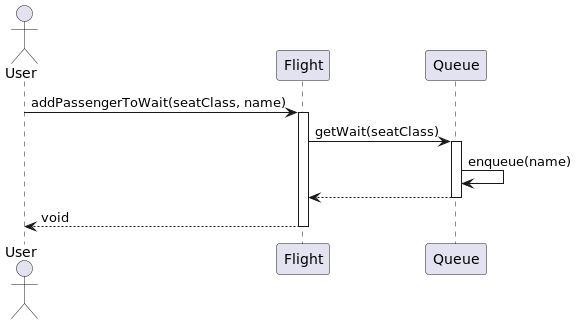 User
Flight
Queue
addPassengerToWait(seatClass, name)
getWait(seatClass)
enqueue(name)
void
User
Flight
Queue